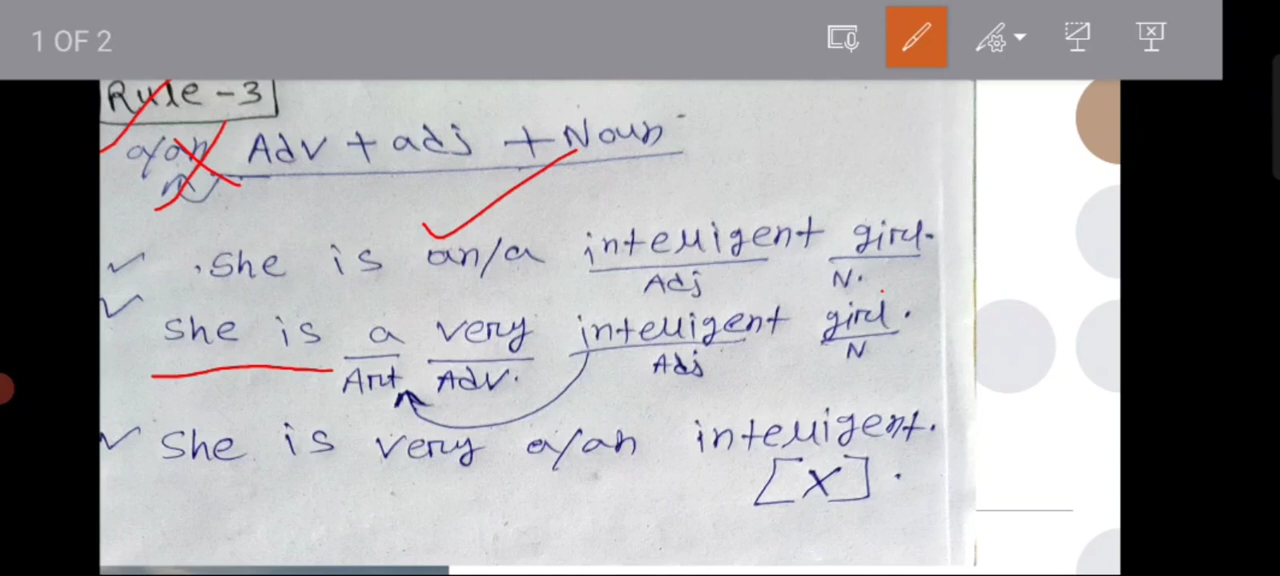 1 OF 2
Rule-3
a/an Adv + adj + Noun
She is an/a intelligent girl.
Adj N.
She is a very intelligent girl.
Art Adv. Adj N
She is very a/an intelligent.
[X].